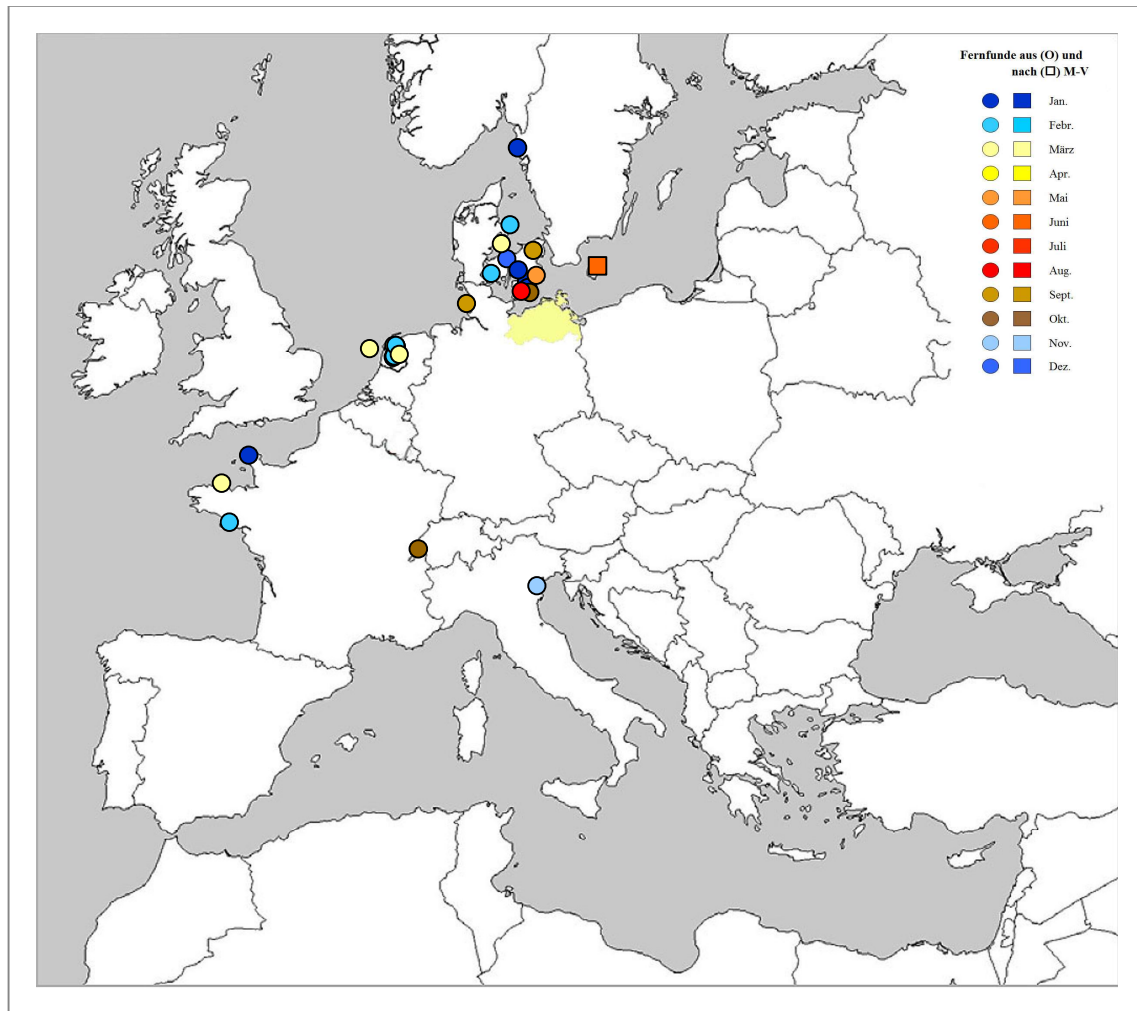 Fernfunde aus (O) und
nach (□) M-V
Jan.
Febr.
März
Apr.
Mai
Juni
Juli
Aug.
Sept.
Okt.
Nov.
Dez.